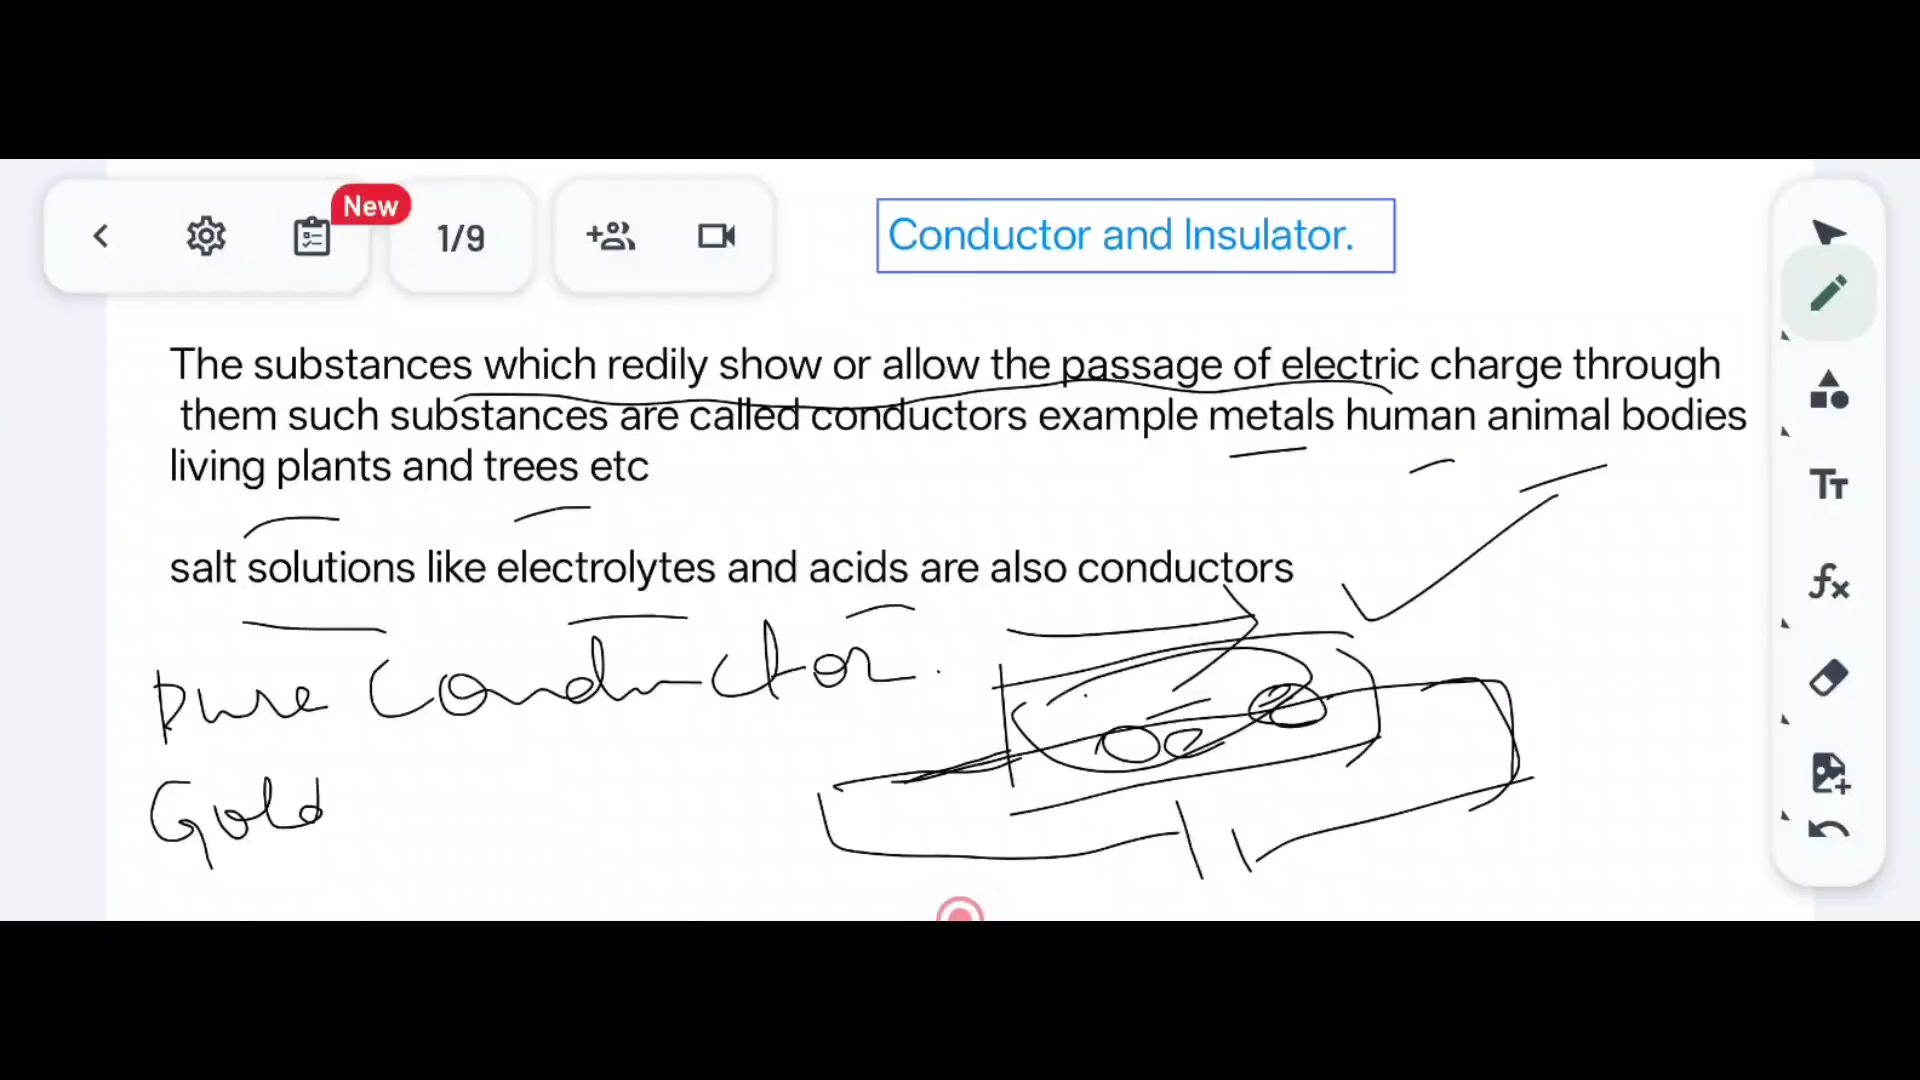 New
1/9
Conductor and Insulator.
The substances which redily show or allow the passage of electric charge through
them such substances are called conductors example metals human animal bodies
living plants and trees etc
salt solutions like electrolytes and acids are also conductors
Pure Conductor.
Gold